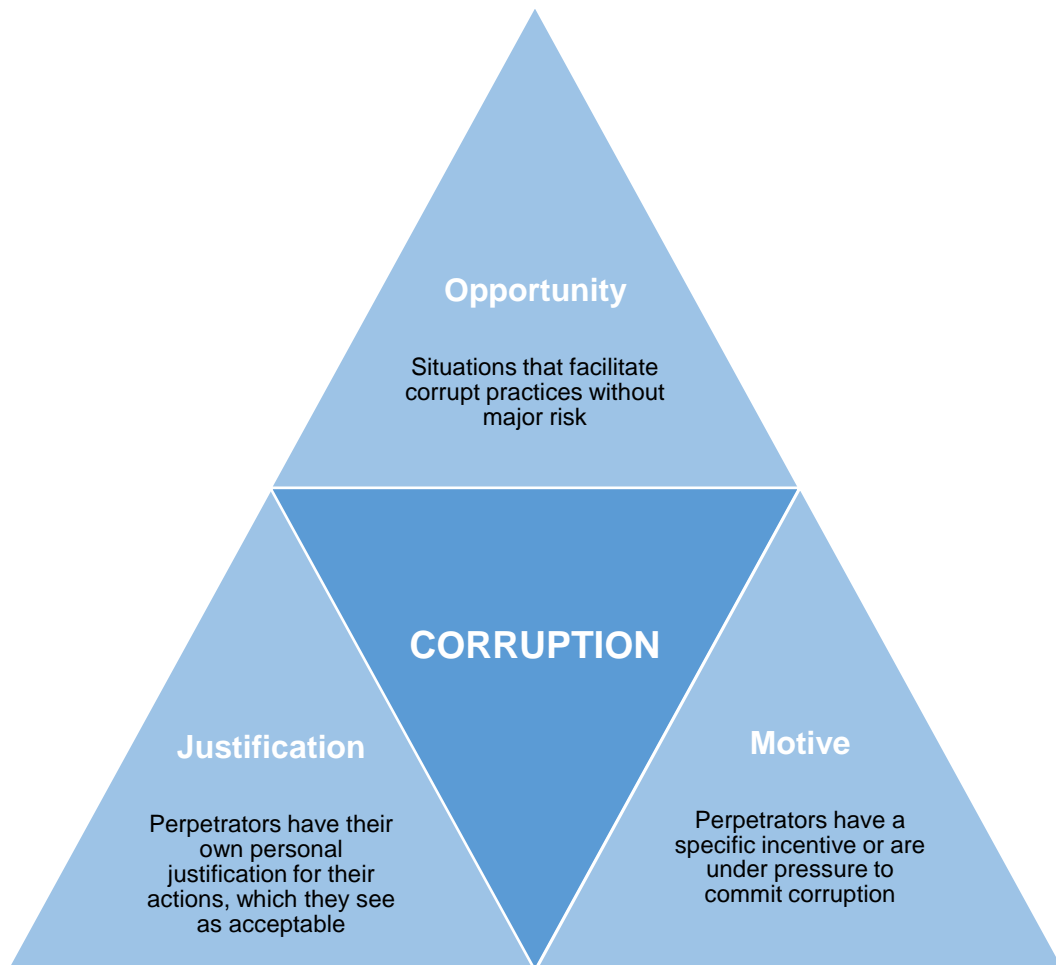 Opportunity
Situations that facilitate
corrupt practices without
major risk
CORRUPTION
Justification
Perpetrators have their
own personal
justification for their
actions, which they see
as acceptable
Motive
Perpetrators have a
specific incentive or are
under pressure to
commit corruption